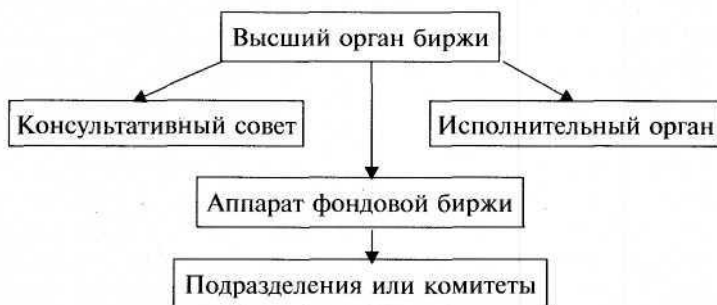 Высший орган биржи
Консультативный совет
Исполнительный орган
Аппарат фондовой биржи
Подразделения или комитеты